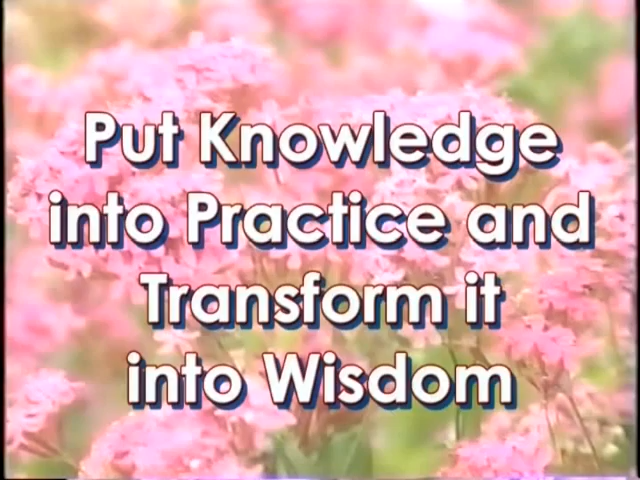 Put Knowledge
into Practice and
Transform it
into Wisdom